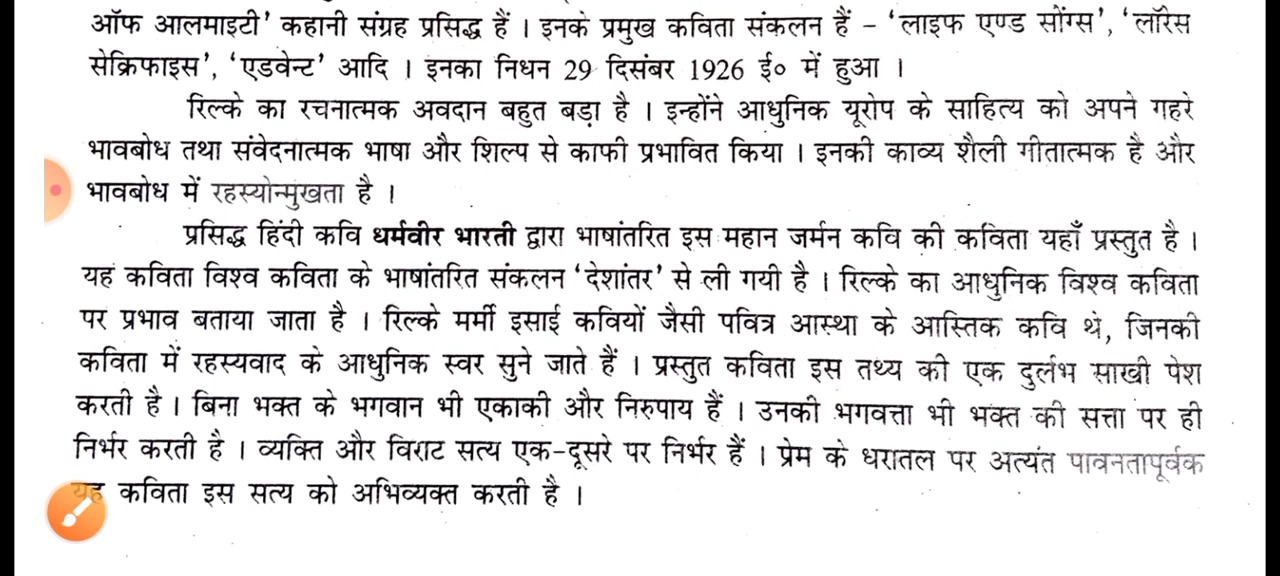 ऑफ आलमाइटी' कहानी संग्रह प्रसिद्ध हैं । इनके प्रमुख कविता संकलन हैं – 'लाइफ एण्ड सोंग्स', 'लॉरेंस
सेक्रिफाइस', 'एडवेन्ट' आदि । इनका निधन 29 दिसंबर 1926 ई० में हुआ ।
रिल्के का रचनात्मक अवदान बहुत बड़ा है । इन्होंने आधुनिक यूरोप के साहित्य को अपने गहरे
भावबोध तथा संवेदनात्मक भाषा और शिल्प से काफी प्रभावित किया । इनकी काव्य शैली गीतात्मक है और
भावबोध में रहस्योन्मुखता है ।
प्रसिद्ध हिंदी कवि धर्मवीर भारती द्वारा भाषांतरित इस महान जर्मन कवि की कविता यहाँ प्रस्तुत है ।
यह कविता विश्व कविता के भाषांतरित संकलन 'देशांतर' से ली गयी है । रिल्के का आधुनिक विश्व कविता
पर प्रभाव बताया जाता है । रिल्के मर्मी इसाई कवियों जैसी पवित्र आस्था के आस्तिक कवि थे, जिनकी
कविता में रहस्यवाद के आधुनिक स्वर सुने जाते हैं । प्रस्तुत कविता इस तथ्य की एक दुर्लभ साखी पेश
करती है । बिना भक्त के भगवान भी एकाकी और निरुपाय हैं । उनकी भगवत्ता भी भक्त की सत्ता पर ही
निर्भर करती है । व्यक्ति और विराट सत्य एक-दूसरे पर निर्भर हैं । प्रेम के धरातल पर अत्यंत पावनतापूर्वक
यह कविता इस सत्य को अभिव्यक्त करती है ।